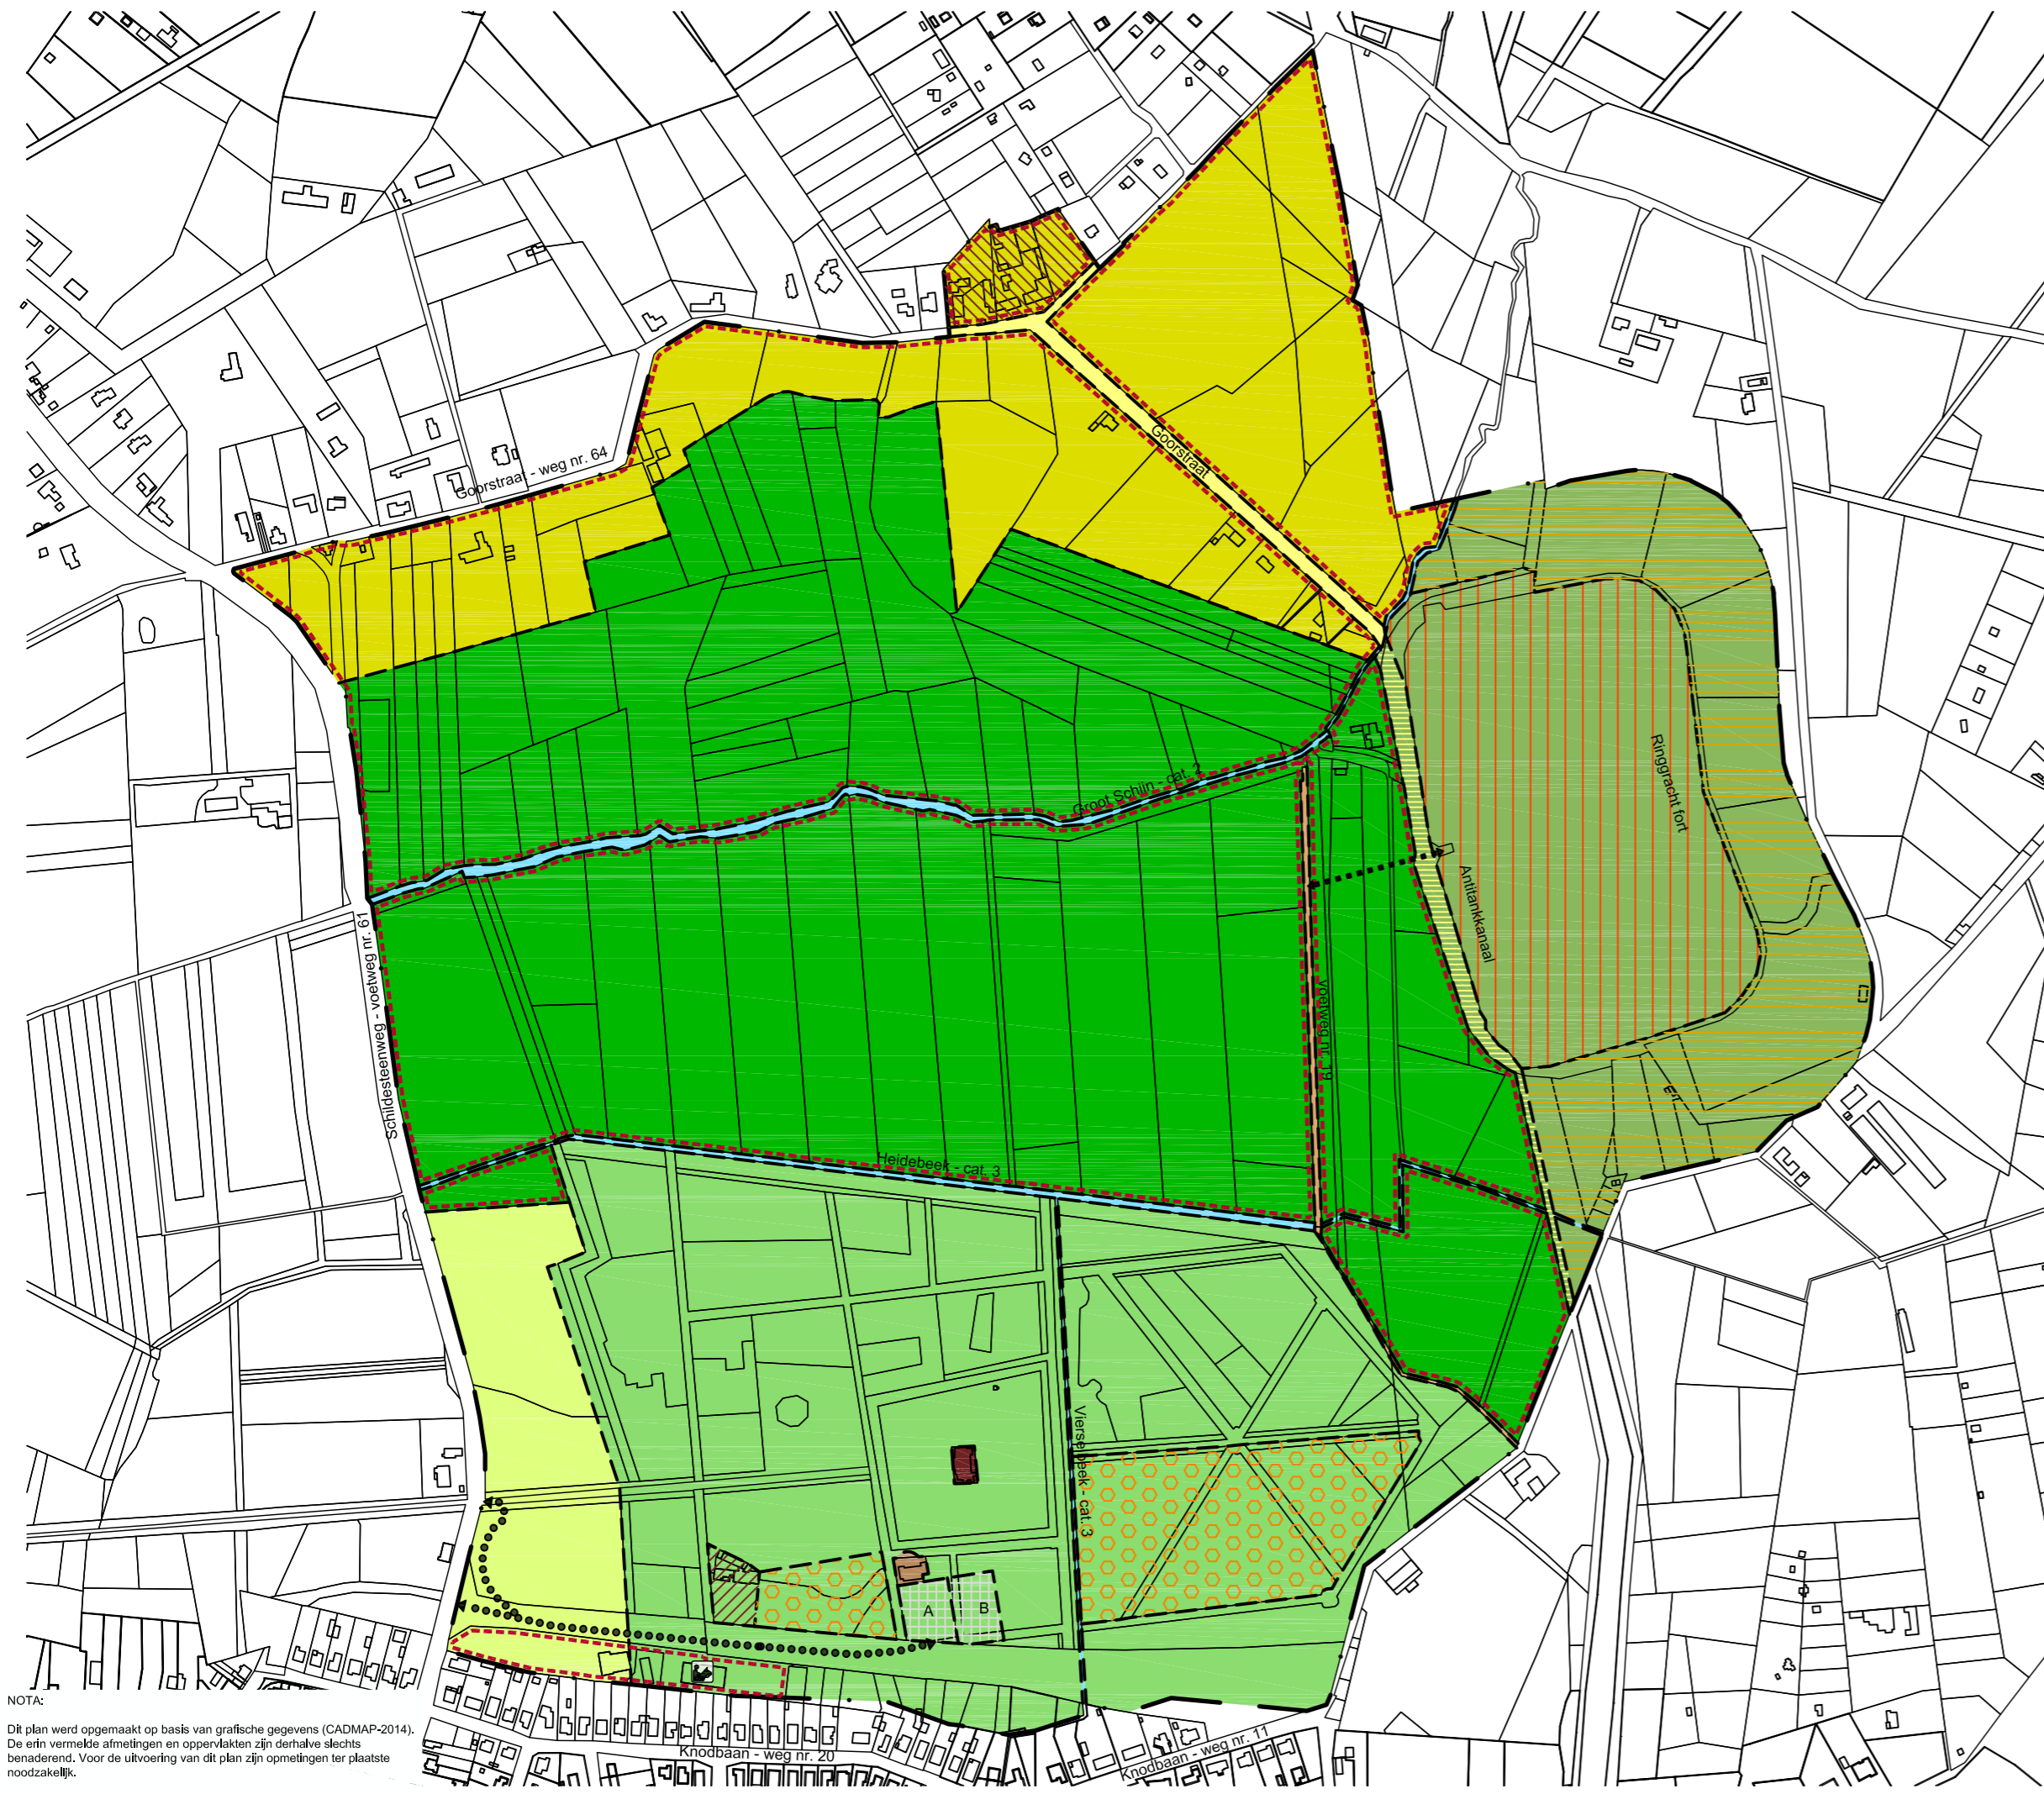 Goorstraat - weg nr. 64
Goorstraat
Groot Schijn - cat. 2
Ringgracht fort
Antitankkanaal
Schildesteenweg - voetweg nr. 61
voetweg nr. 19
Heidebeek - cat. 3
Vierselbeek - cat. 3
A
B
Knodbaan - weg nr. 20
Knodbaan - weg nr. 11
NOTA:
Dit plan werd opgemaakt op basis van grafische gegevens (CADMAP-2014).
De erin vermelde afmetingen en oppervlakten zijn derhalve slechts
benaderend. Voor de uitvoering van dit plan zijn opmetingen ter plaatste
noodzakelijk.